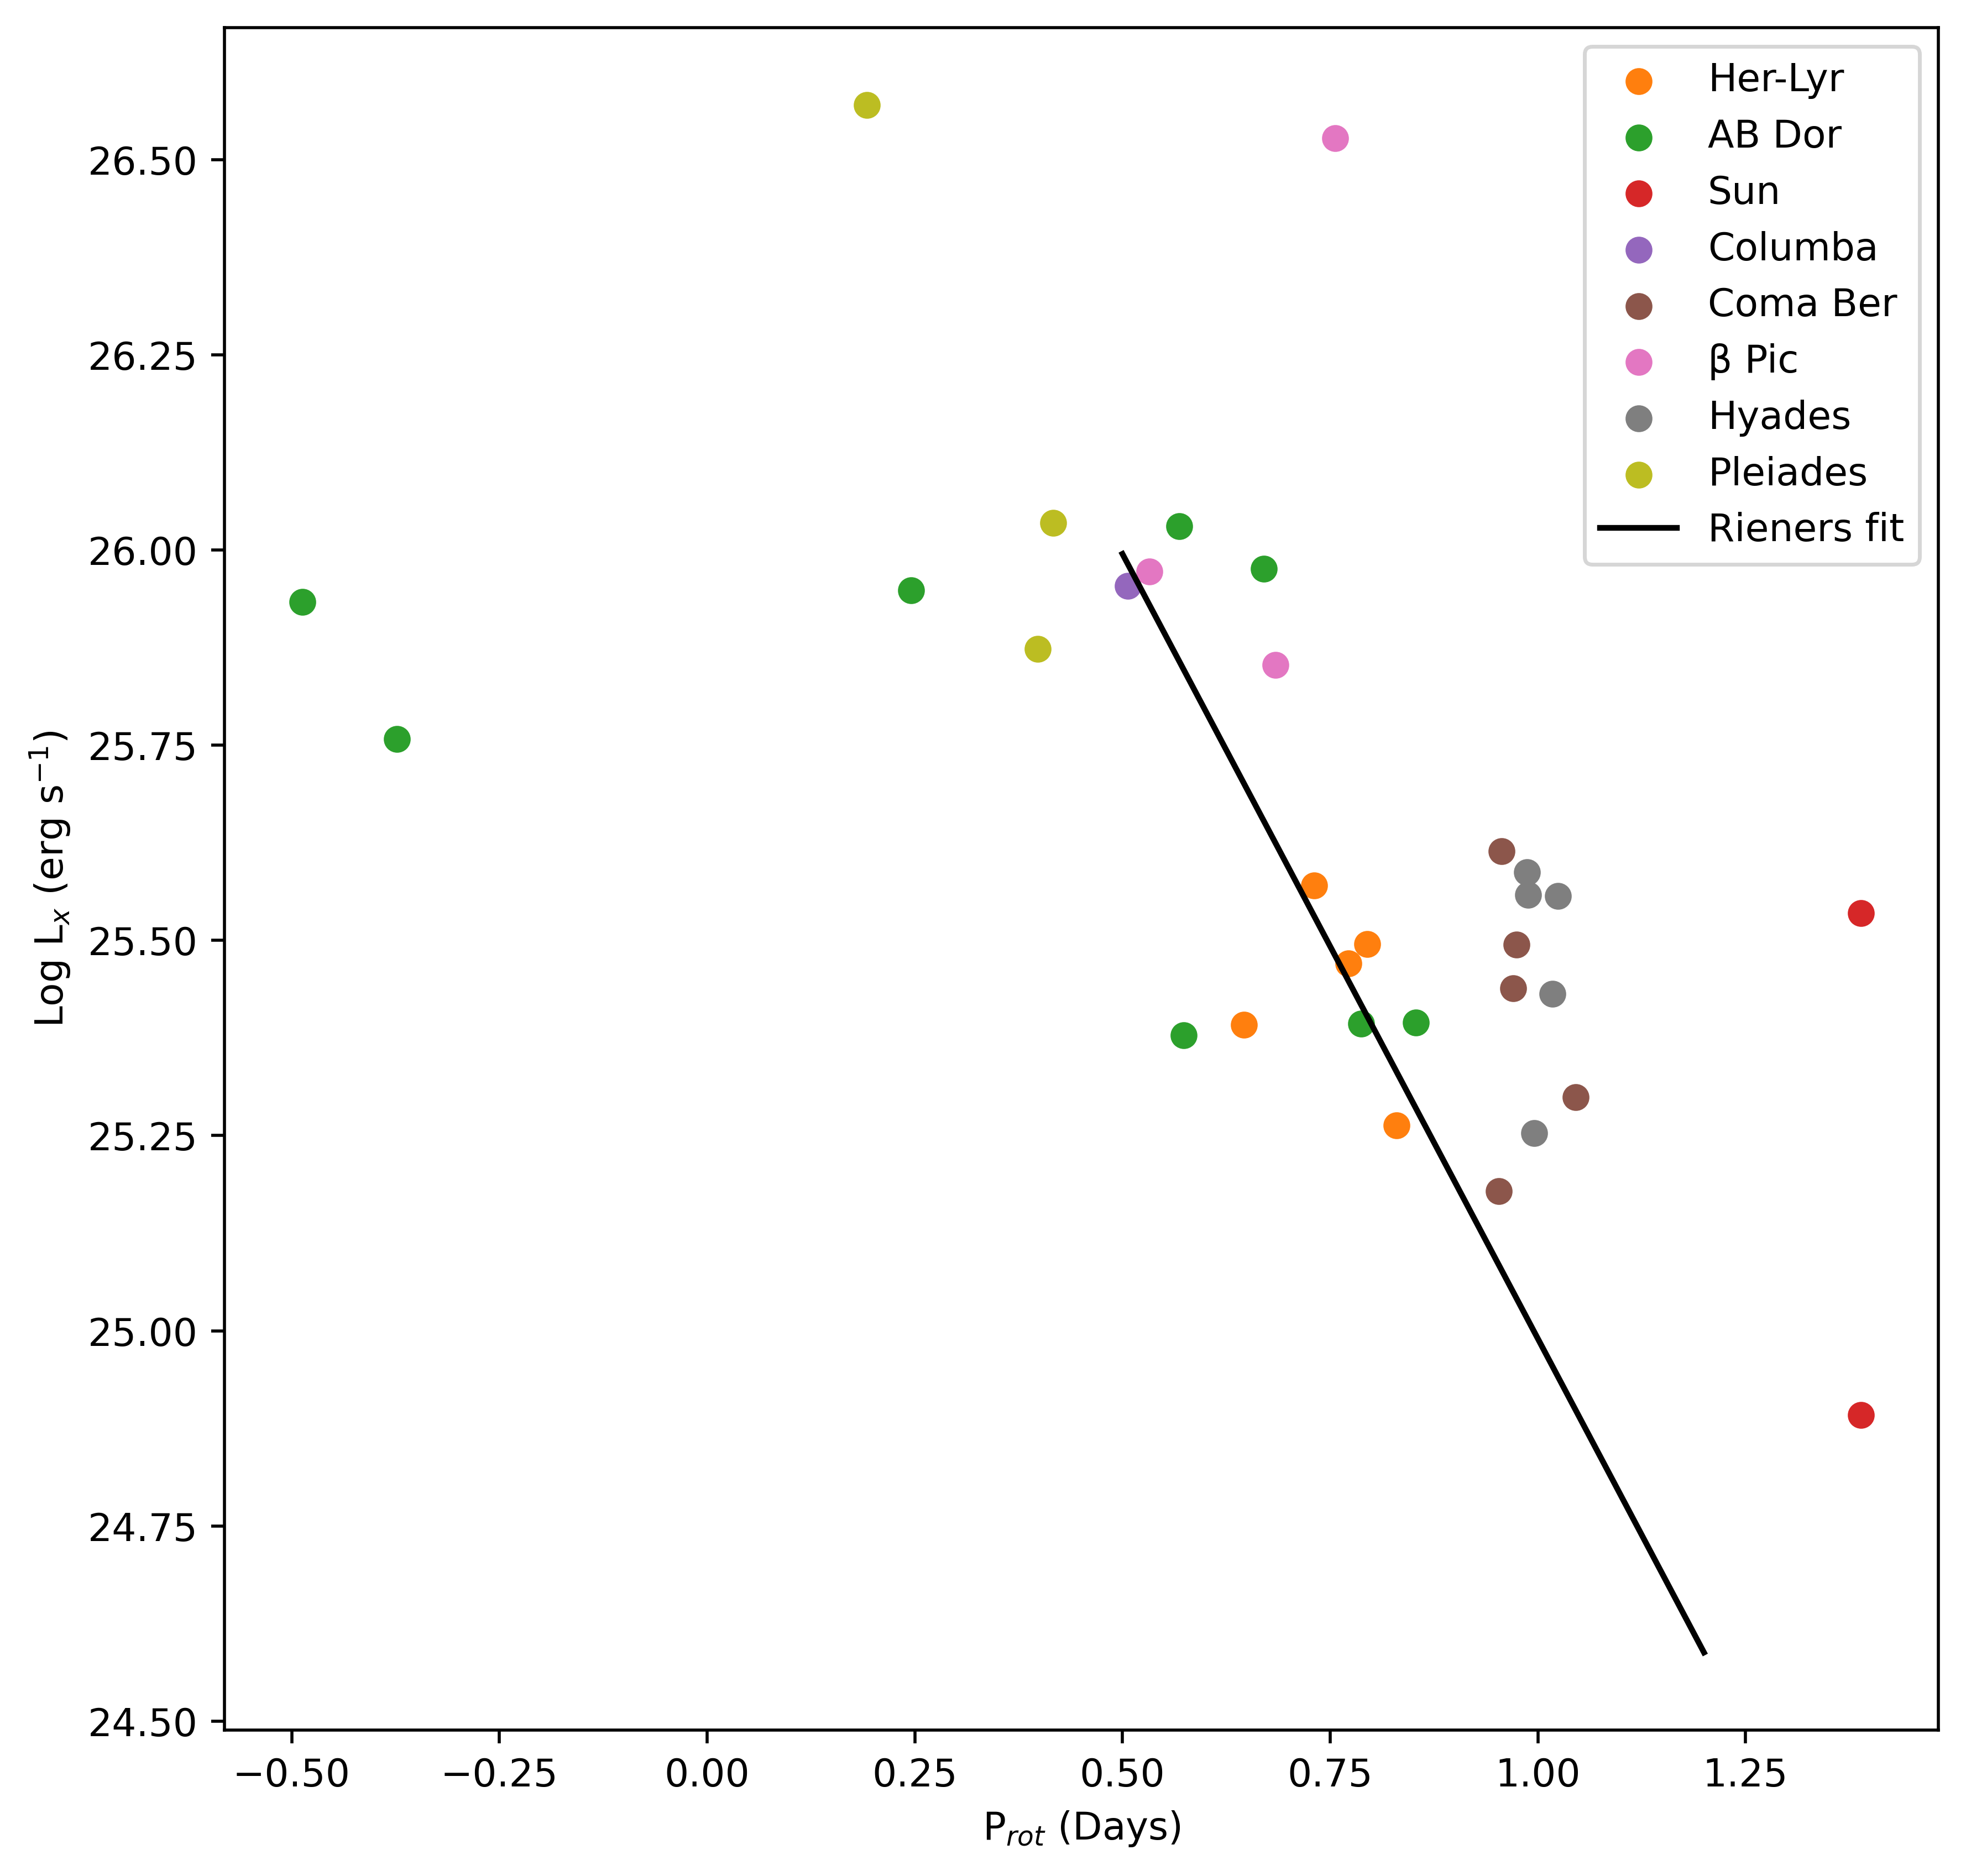 Her-Lyr
AB Dor
Sun
Columba
Coma Ber
β Pic
Hyades
Pleiades
Rieners fit
26.50
26.25
26.00
25.75
25.50
25.25
25.00
24.75
24.50
Log Lₓ (erg s⁻¹)
−0.50 −0.25 0.00 0.25 0.50 0.75 1.00 1.25
P_rot (Days)